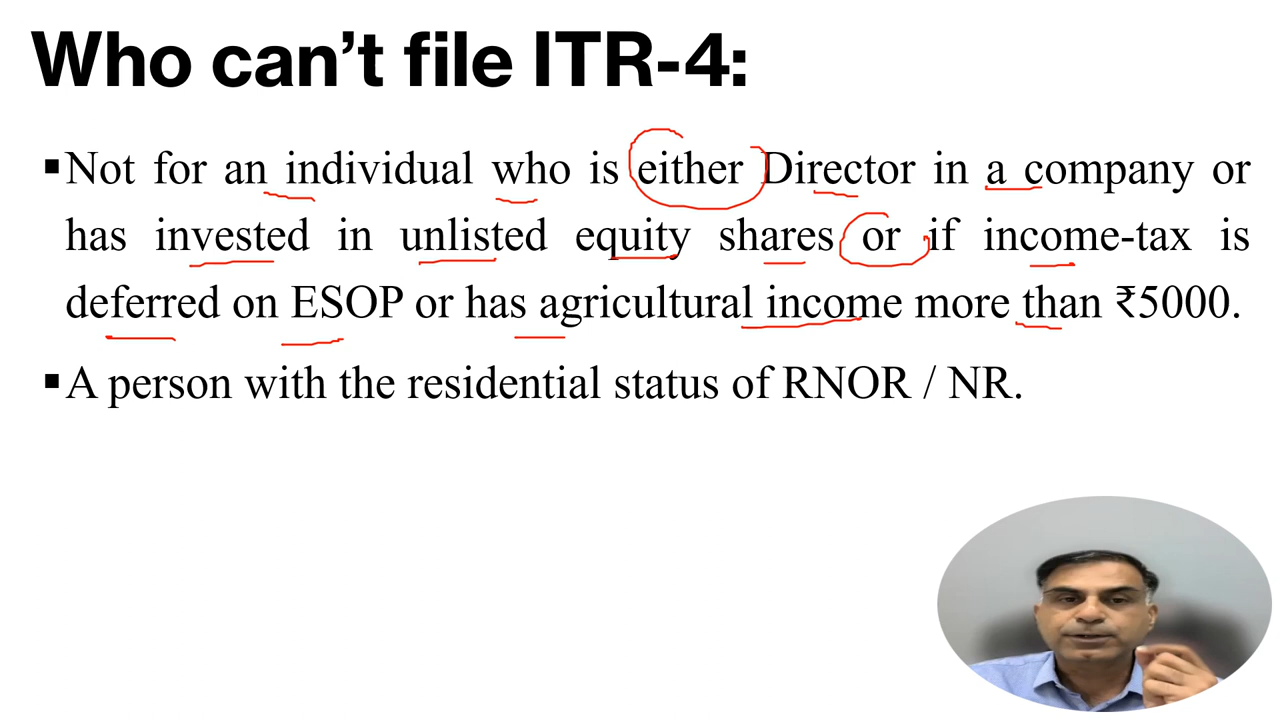 Who can’t file ITR-4:
▪Not for an individual who is either Director in a company or
has invested in unlisted equity shares or if income-tax is
deferred on ESOP or has agricultural income more than ₹5000.
▪A person with the residential status of RNOR / NR.